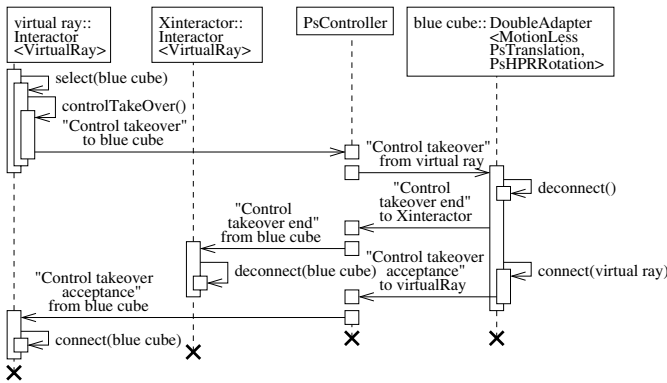 virtual ray::
Interactor
<VirtualRay>
Xinteractor::
Interactor
<VirtualRay>
PsController
blue cube:: DoubleAdapter
<MotionLess
PsTranslation,
PsHPRRotation>
select(blue cube)
controlTakeOver()
"Control takeover"
to blue cube
"Control takeover"
from virtual ray
deconnect()
"Control
takeover end"
to Xinteractor
"Control
takeover end"
from blue cube
deconnect(blue cube)
"Control takeover
acceptance"
to virtualRay
connect(virtual ray)
"Control takeover
acceptance"
from blue cube
connect(blue cube)